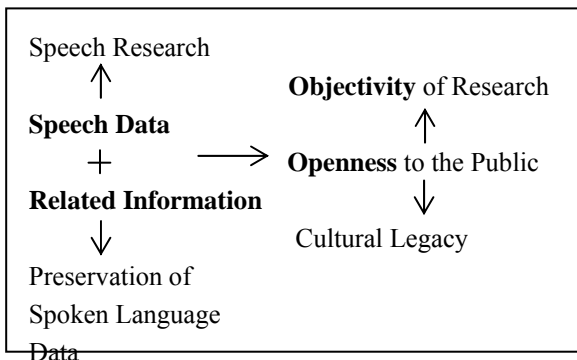 Speech Research
Speech Data
+
Related Information
Preservation of
Spoken Language
Data
Objectivity of Research
Openness to the Public
Cultural Legacy